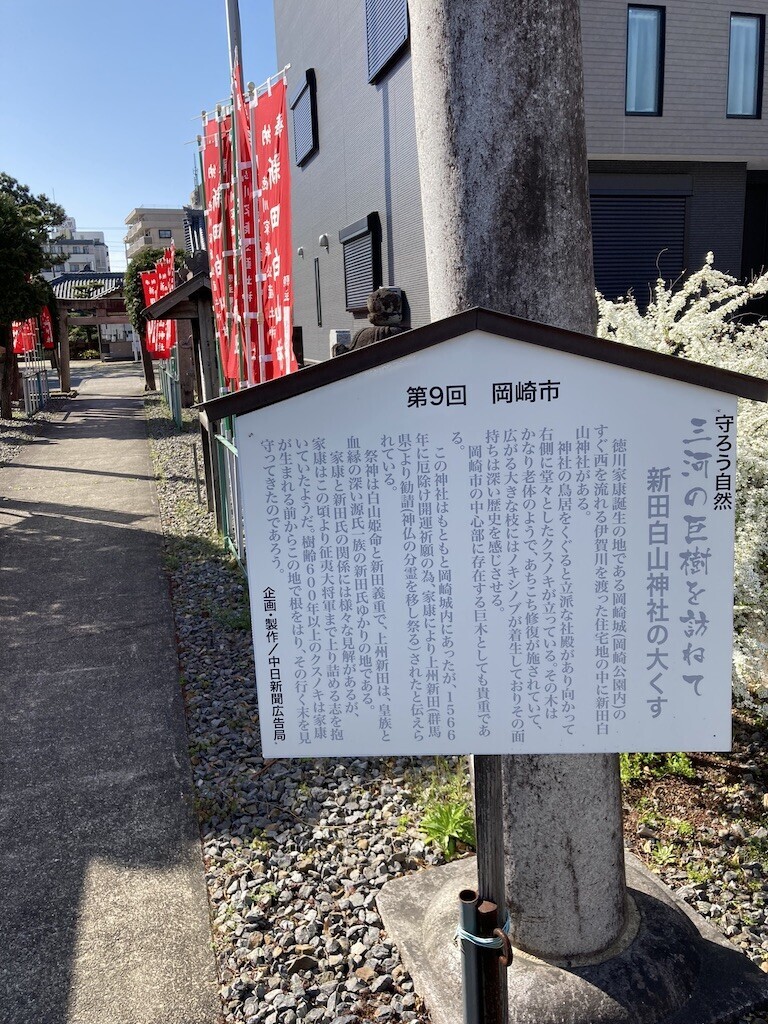 第9回 岡崎市
守ろう自然
三河の巨樹を訪ねて
新田白山神社の大くす
徳川家康誕生の地である岡崎城(岡崎公園内)の
すぐ西を流れる伊賀川を渡った住宅地の中に新田白
山神社がある。
神社の鳥居をくぐると立派な社殿があり向かって
右側に堂々としたクスノキが立っている。その木は
かなり老体のようで、あちこち修復が施されていて、
広がる大きな枝にはノキシノブが着生しておりその面
持ちは深い歴史を感じさせる。
岡崎市の中心部に存在する巨木としても貴重であ
る。
この神社はもともと岡崎城内にあったが、1566
年に厄除け開運祈願の為、家康により上州新田(群馬
県)より勧請(神仏の分霊を移し祭る)されたと伝えら
れている。
祭神は白山姫命と新田義重で、上州新田は、皇族と
血縁の深い源氏一族の新田氏ゆかりの地である。
家康と新田氏の関係には様々な見解があるが、
家康はこの頃より征夷大将軍まで上り詰める志を抱
いていたようだ。樹齢600年以上のクスノキは家康
が生まれる前からこの地で根をはり、その行く末を見
守ってきたのであろう。
企画・製作/中日新聞広告局
奉納
新田白山神社